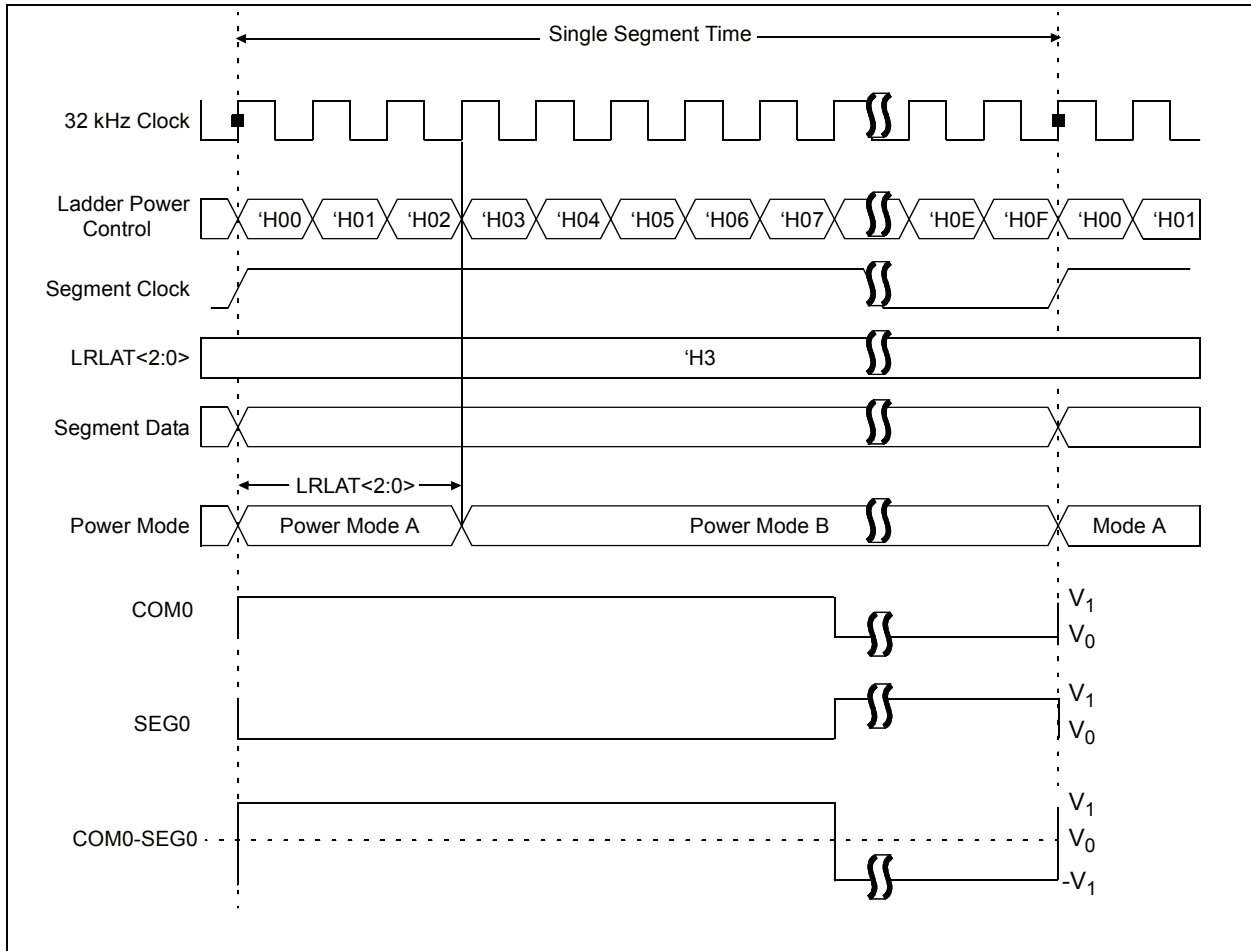 Single Segment Time
32 kHz Clock
Ladder Power
Control
‘H00 ‘H01 ‘H02 ‘H03 ‘H04 ‘H05 ‘H06 ‘H07 ‘H0E ‘H0F ‘H00 ‘H01
Segment Clock
LRLAT<2:0>
‘H3
Segment Data
LRLAT<2:0>
Power Mode
Power Mode A
Power Mode B
Mode A
COM0
V1
V0
SEG0
V1
V0
COM0-SEG0
V1
V0
-V1